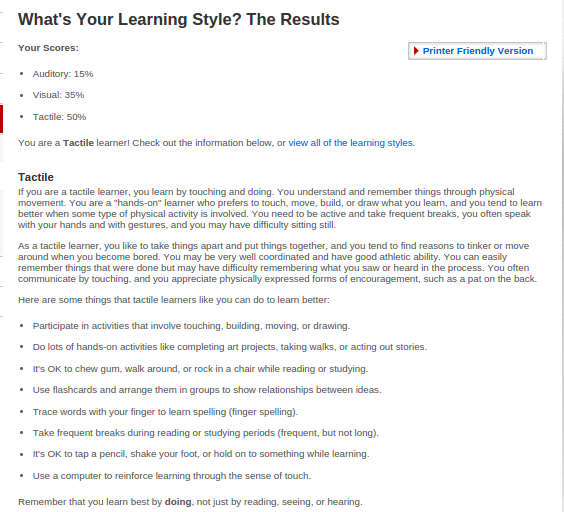 What's Your Learning Style? The Results
Your Scores:
Printer Friendly Version
• Auditory: 15%
• Visual: 35%
• Tactile: 50%
You are a Tactile learner! Check out the information below, or view all of the learning styles.
Tactile
If you are a tactile learner, you learn by touching and doing. You understand and remember things through physical
movement. You are a "hands-on" learner who prefers to touch, move, build, or draw what you learn, and you tend to learn
better when some type of physical activity is involved. You need to be active and take frequent breaks, you often speak
with your hands and with gestures, and you may have difficulty sitting still.
As a tactile learner, you like to take things apart and put things together, and you tend to find reasons to tinker or move
around when you become bored. You may be very well coordinated and have good athletic ability. You can easily
remember things that were done but may have difficulty remembering what you saw or heard in the process. You often
communicate by touching, and you appreciate physically expressed forms of encouragement, such as a pat on the back.
Here are some things that tactile learners like you can do to learn better:
• Participate in activities that involve touching, building, moving, or drawing.
• Do lots of hands-on activities like completing art projects, taking walks, or acting out stories.
• It's OK to chew gum, walk around, or rock in a chair while reading or studying.
• Use flashcards and arrange them in groups to show relationships between ideas.
• Trace words with your finger to learn spelling (finger spelling).
• Take frequent breaks during reading or studying periods (frequent, but not long).
• It's OK to tap a pencil, shake your foot, or hold on to something while learning.
• Use a computer to reinforce learning through the sense of touch.
Remember that you learn best by doing, not just by reading, seeing, or hearing.